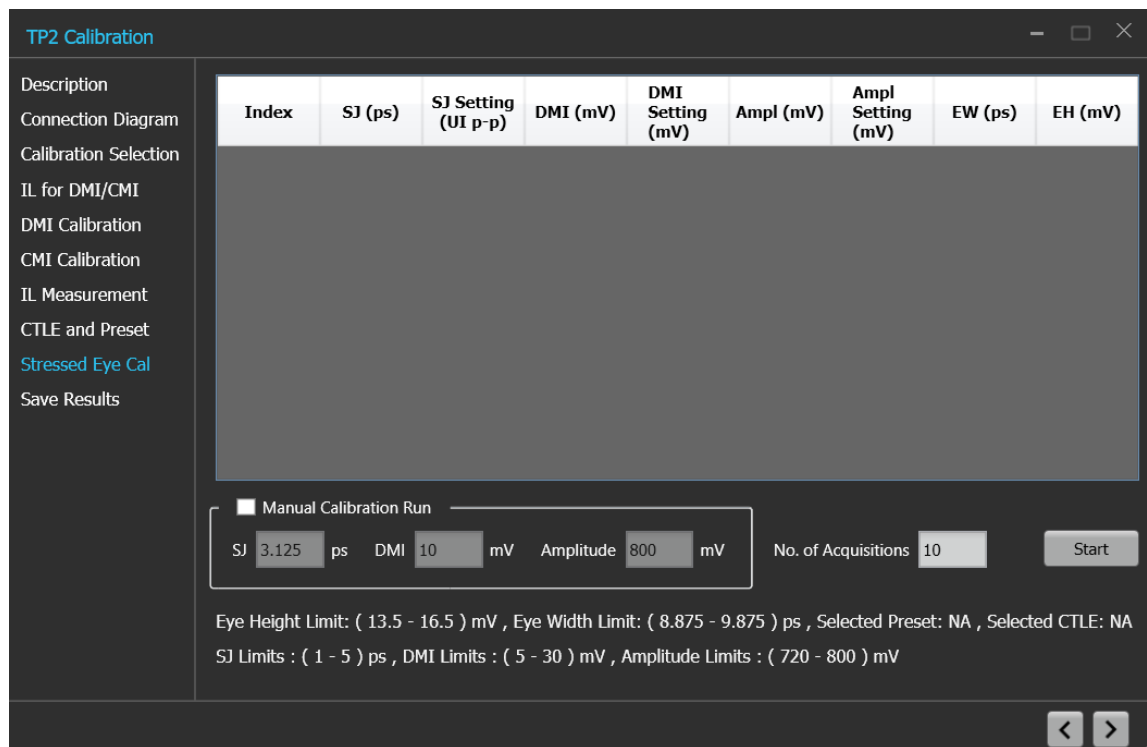 TP2 Calibration
Description
Connection Diagram
Calibration Selection
IL for DMI/CMI
DMI Calibration
CMI Calibration
IL Measurement
CTLE and Preset
Stressed Eye Cal
Save Results
Index SJ (ps) SJ Setting (UI p-p) DMI (mV) DMI Setting (mV) Ampl (mV) Ampl Setting (mV) EW (ps) EH (mV)
Manual Calibration Run
SJ 3.125 ps DMI 10 mV Amplitude 800 mV No. of Acquisitions 10 Start
Eye Height Limit: ( 13.5 - 16.5 ) mV , Eye Width Limit: ( 8.875 - 9.875 ) ps , Selected Preset: NA , Selected CTLE: NA
SJ Limits : ( 1 - 5 ) ps , DMI Limits : ( 5 - 30 ) mV , Amplitude Limits : ( 720 - 800 ) mV